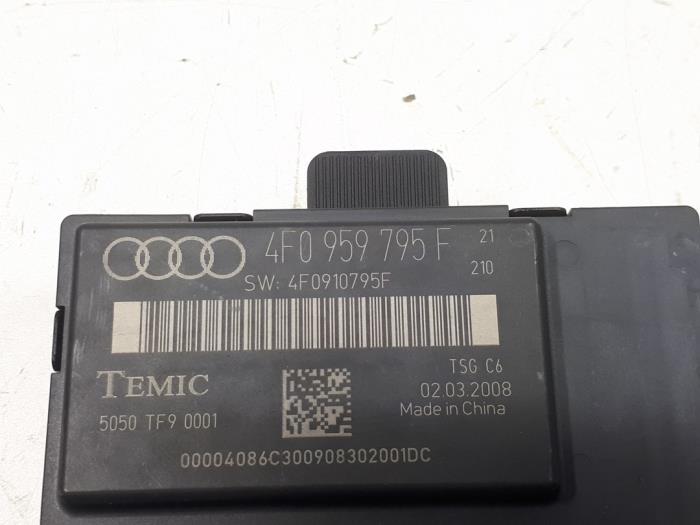 4F0 959 795 F 21
210
SW: 4F0910795F
TEMIC
TSG C6
02.03.2008
Made in China
5050 TF9 0001
00004086C300908302001DC